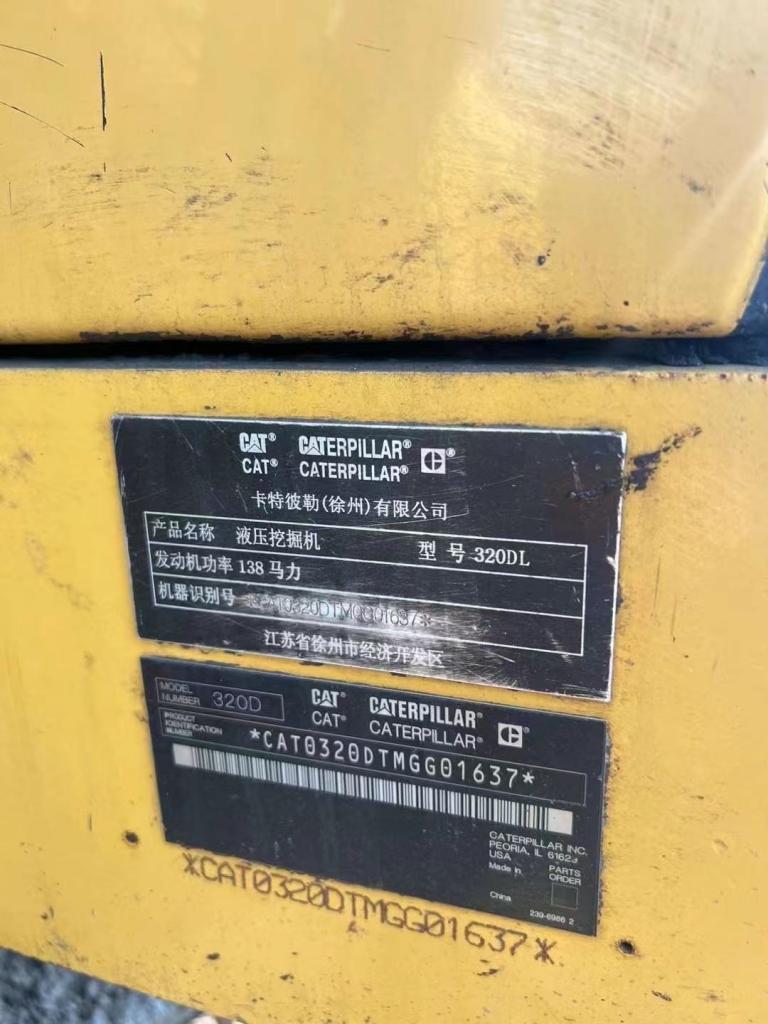 CAT® CATERPILLAR® C®
CAT® CATERPILLAR®
卡特彼勒(徐州)有限公司
产品名称 液压挖掘机 型号 320DL
发动机功率 138 马力
机器识别号 *CAT0320DTMGG01637*
江苏省徐州市经济开发区
MODEL NUMBER 320D CAT® CATERPILLAR® C®
CAT® CATERPILLAR®
PRODUCT IDENTIFICATION NUMBER *CAT0320DTMGG01637*
CATERPILLAR INC.
PEORIA, IL 61629
USA
Made in PARTS ORDER
China
239-6966 2
*CAT0320DTMGG01637*